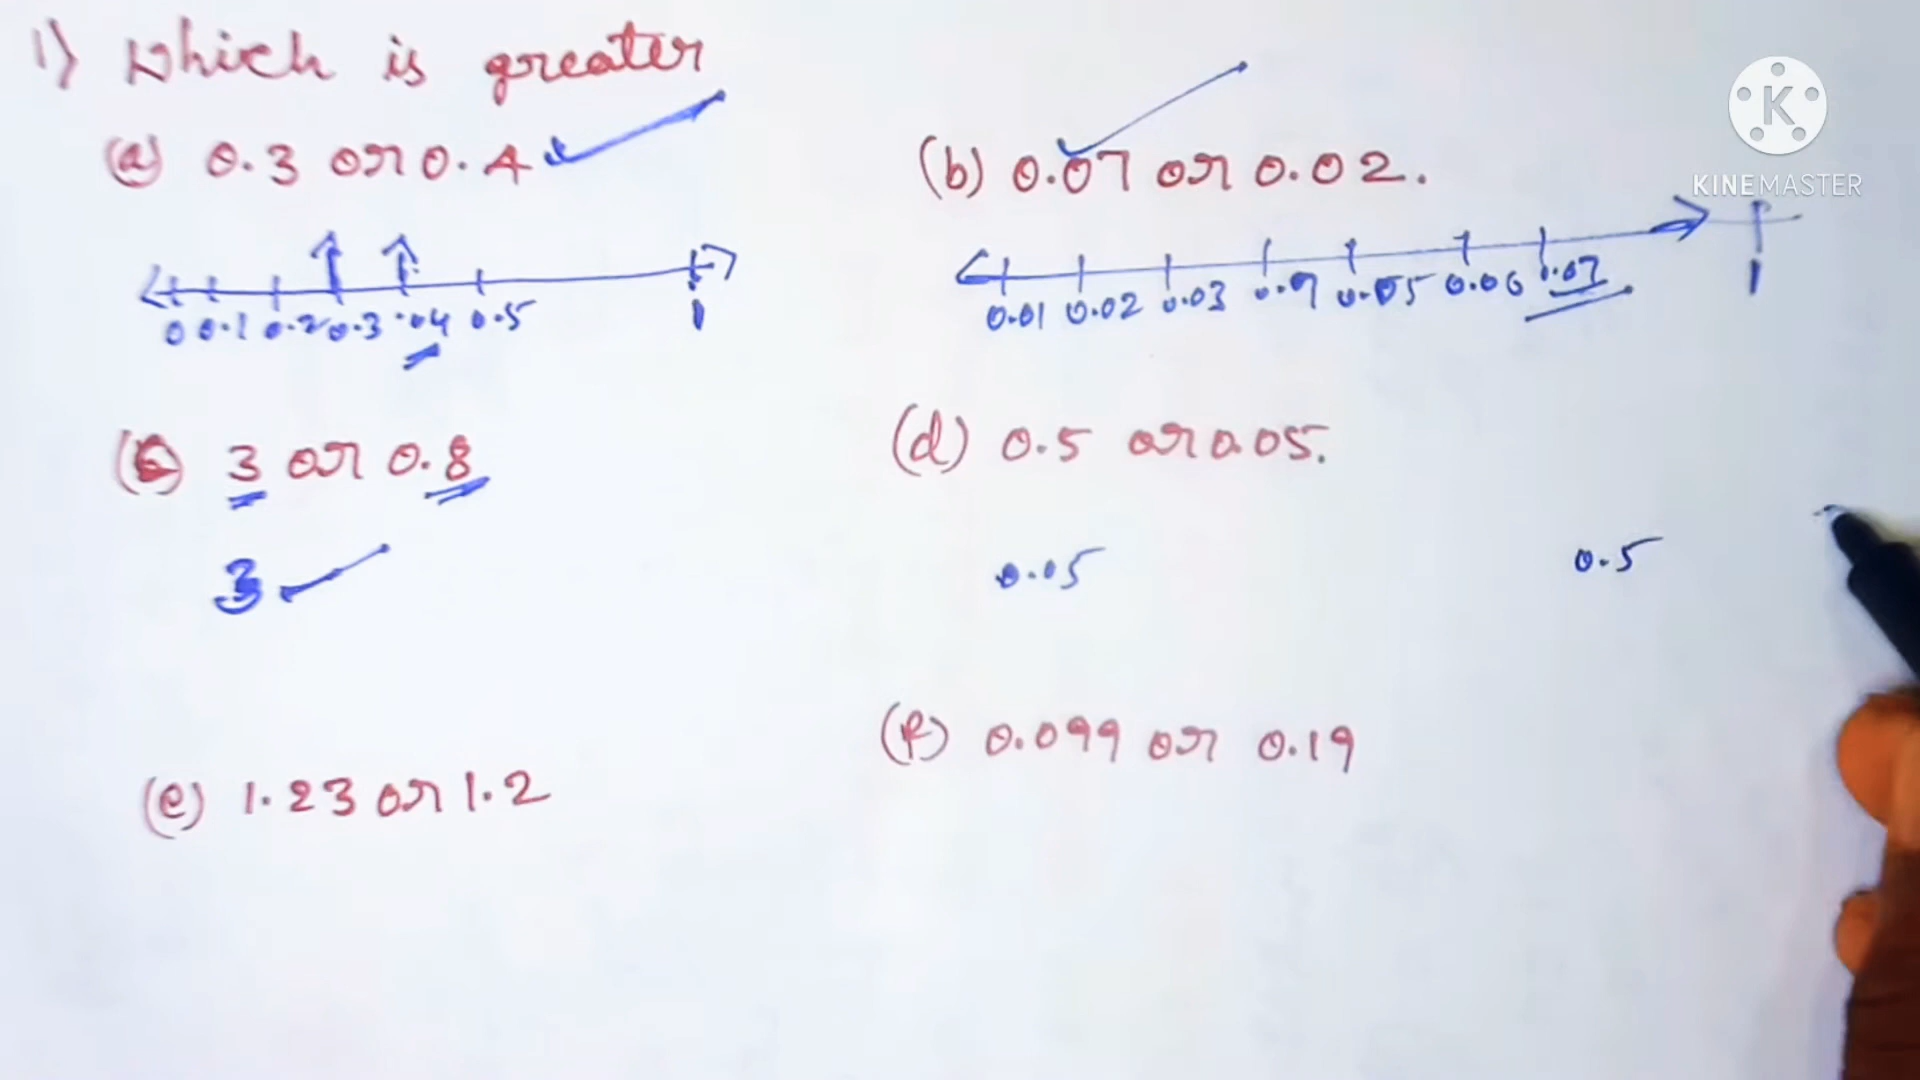 1) Which is greater
(a) 0.3 or 0.4
(b) 0.07 or 0.02.
0 0.1 0.2 0.3 .04 0.5 1
0.01 0.02 0.03 0.05 0.06 0.07 1
(c) 3 or 0.8
(d) 0.5 or 0.05.
3
0.05 0.5
(e) 1.23 or 1.2
(f) 0.099 or 0.19
K
KINEMASTER